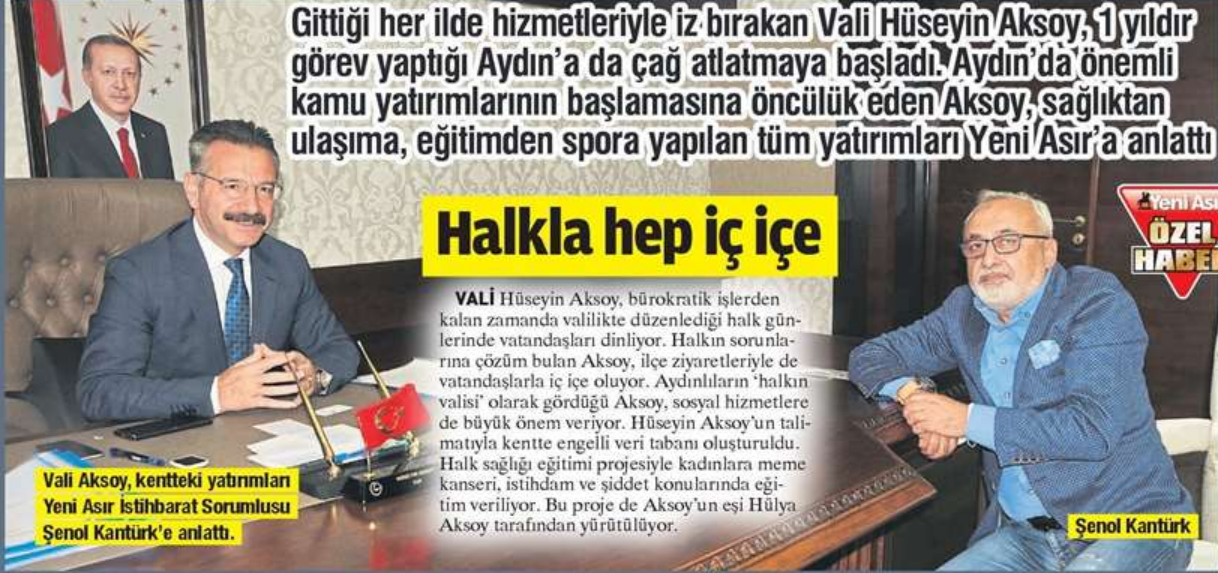 Gittiği her ilde hizmetleriyle iz bırakan Vali Hüseyin Aksoy, 1 yıldır
görev yaptığı Aydın'a da çağ atlatmaya başladı. Aydın'da önemli
kamu yatırımlarının başlamasına öncülük eden Aksoy, sağlıktan
ulaşıma, eğitimden spora yapılan tüm yatırımları Yeni Asır'a anlattı
Yeni Ası
ÖZEL
HABE
Halkla hep iç içe
VALİ Hüseyin Aksoy, bürokratik işlerden
kalan zamanda valilikte düzenlediği halk gün-
lerinde vatandaşları dinliyor. Halkın sorunla-
rına çözüm bulan Aksoy, ilçe ziyaretleriyle de
vatandaşlarla iç içe oluyor. Aydınlıların 'halkın
valisi' olarak gördüğü Aksoy, sosyal hizmetlere
de büyük önem veriyor. Hüseyin Aksoy'un tali-
matıyla kentte engelli veri tabanı oluşturuldu.
Halk sağlığı eğitimi projesiyle kadınlara meme
kanseri, istihdam ve şiddet konularında eği-
tim veriliyor. Bu proje de Aksoy'un eşi Hülya
Aksoy tarafından yürütülüyor.
Vali Aksoy, kentteki yatırımları
Yeni Asır İstihbarat Sorumlusu
Şenol Kantürk'e anlattı.
Şenol Kantürk